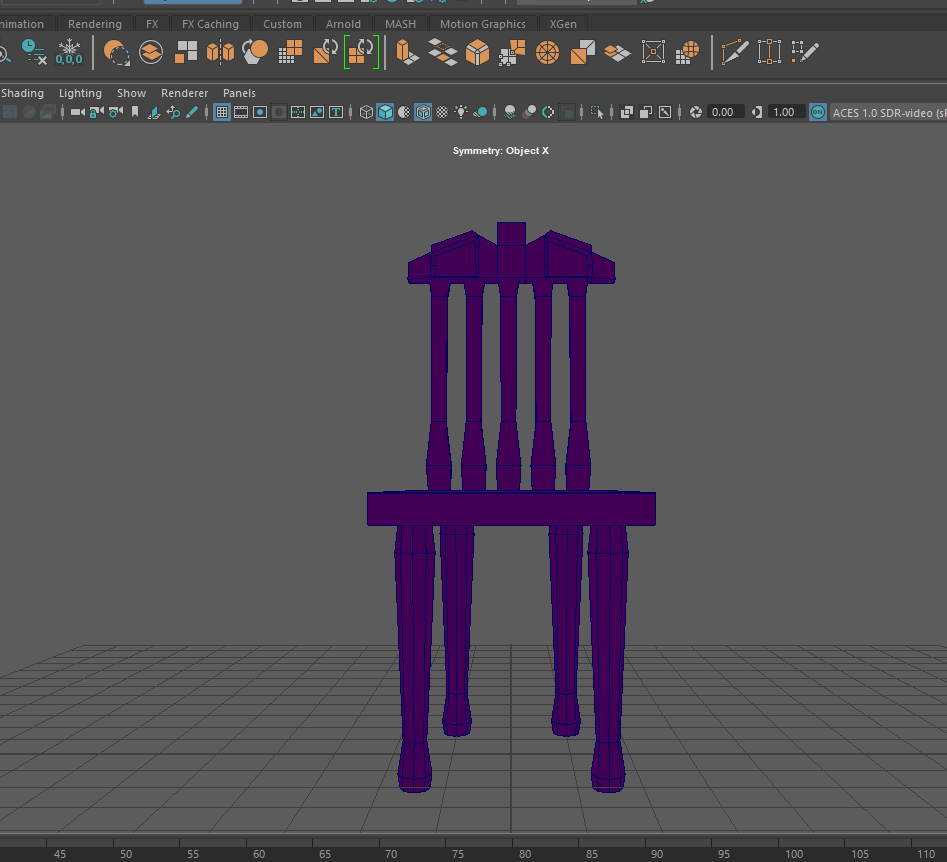 nimation Rendering FX FX Caching Custom Arnold MASH Motion Graphics XGen
0,0,0
Shading Lighting Show Renderer Panels
T 0.00 1.00 ON ACES 1.0 SDR-video (sR
Symmetry: Object X
45 50 55 60 65 70 75 80 85 90 95 100 105 110